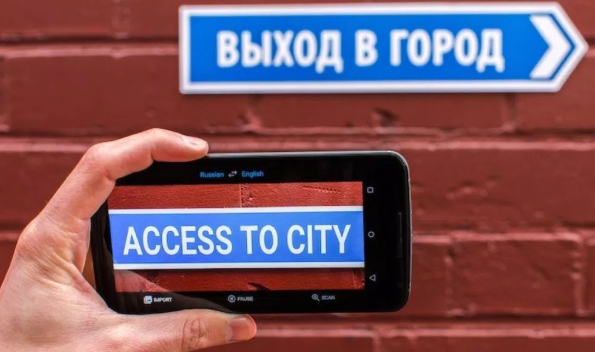 ВЫХОД В ГОРОД
Russian English
ACCESS TO CITY
IMPORT PAUSE SCAN